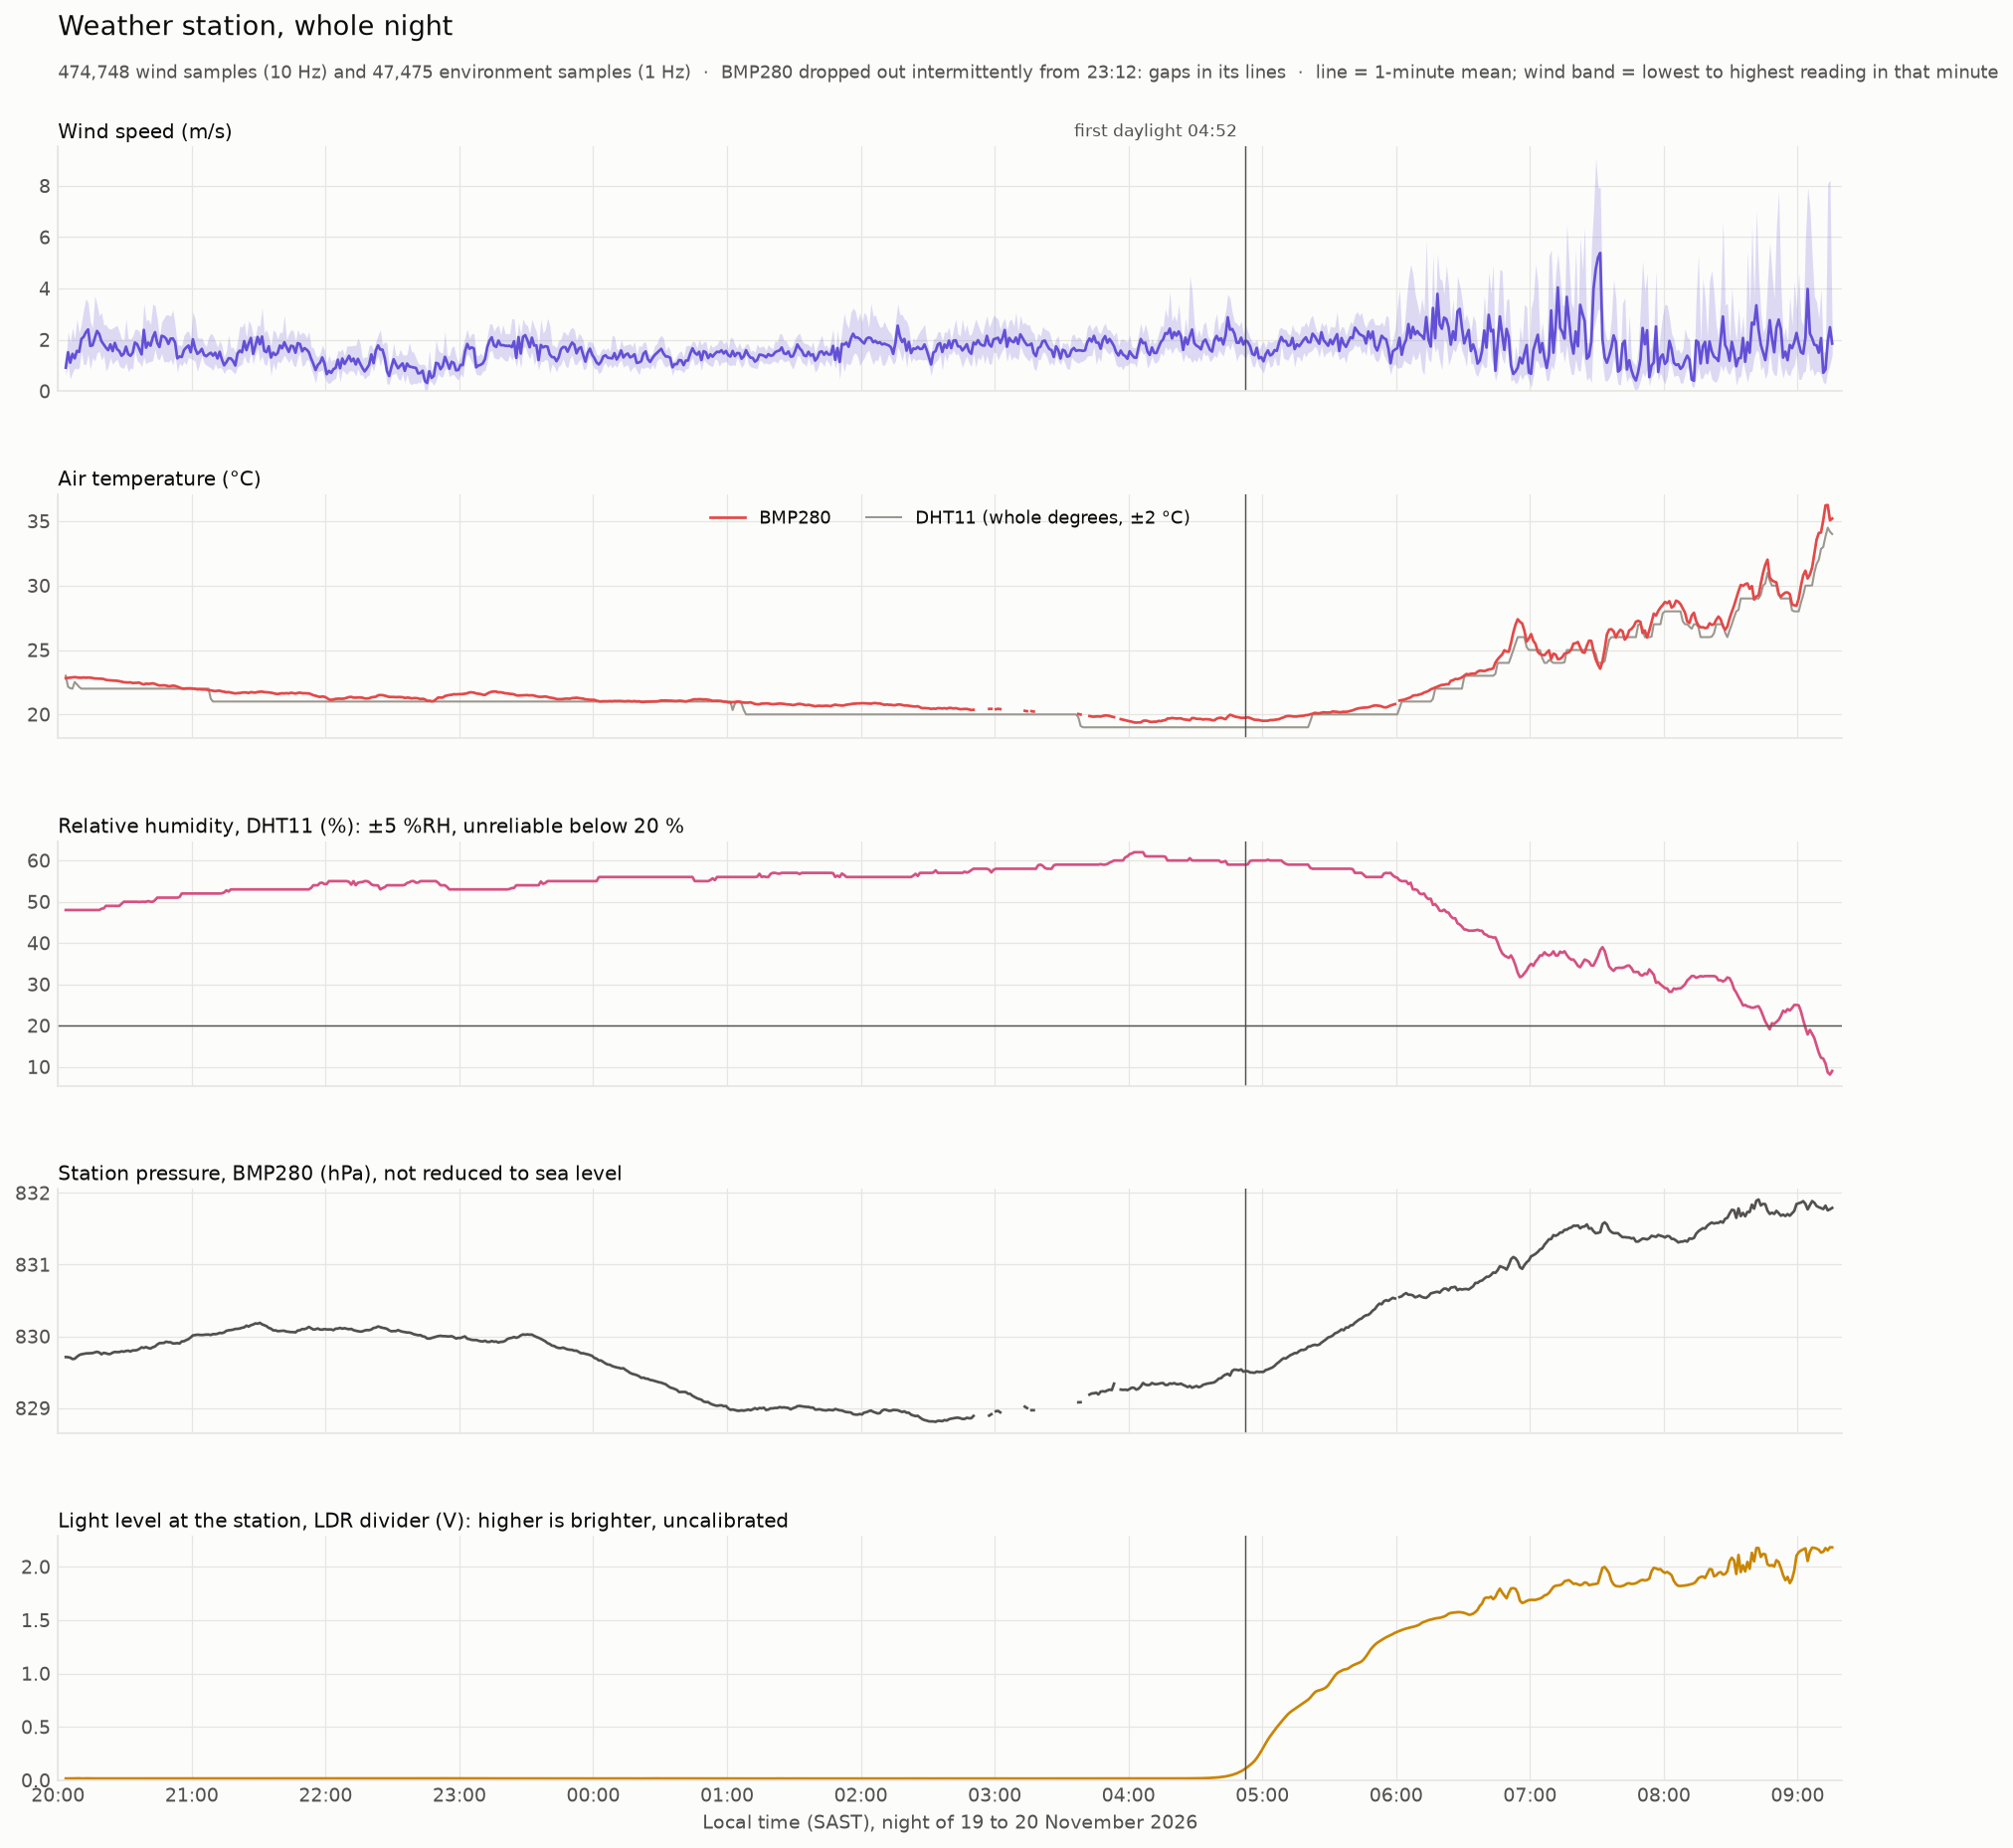 Weather station, whole night
474,748 wind samples (10 Hz) and 47,475 environment samples (1 Hz)  ·  BMP280 dropped out intermittently from 23:12: gaps in its lines  ·  line = 1-minute mean; wind band = lowest to highest reading in that minute
Wind speed (m/s)
first daylight 04:52
8
6
4
2
0
Air temperature (°C)
BMP280
DHT11 (whole degrees, ±2 °C)
35
30
25
20
Relative humidity, DHT11 (%): ±5 %RH, unreliable below 20 %
60
50
40
30
20
10
Station pressure, BMP280 (hPa), not reduced to sea level
832
831
830
829
Light level at the station, LDR divider (V): higher is brighter, uncalibrated
2.0
1.5
1.0
0.5
0.0
20:00 21:00 22:00 23:00 00:00 01:00 02:00 03:00 04:00 05:00 06:00 07:00 08:00 09:00
Local time (SAST), night of 19 to 20 November 2026